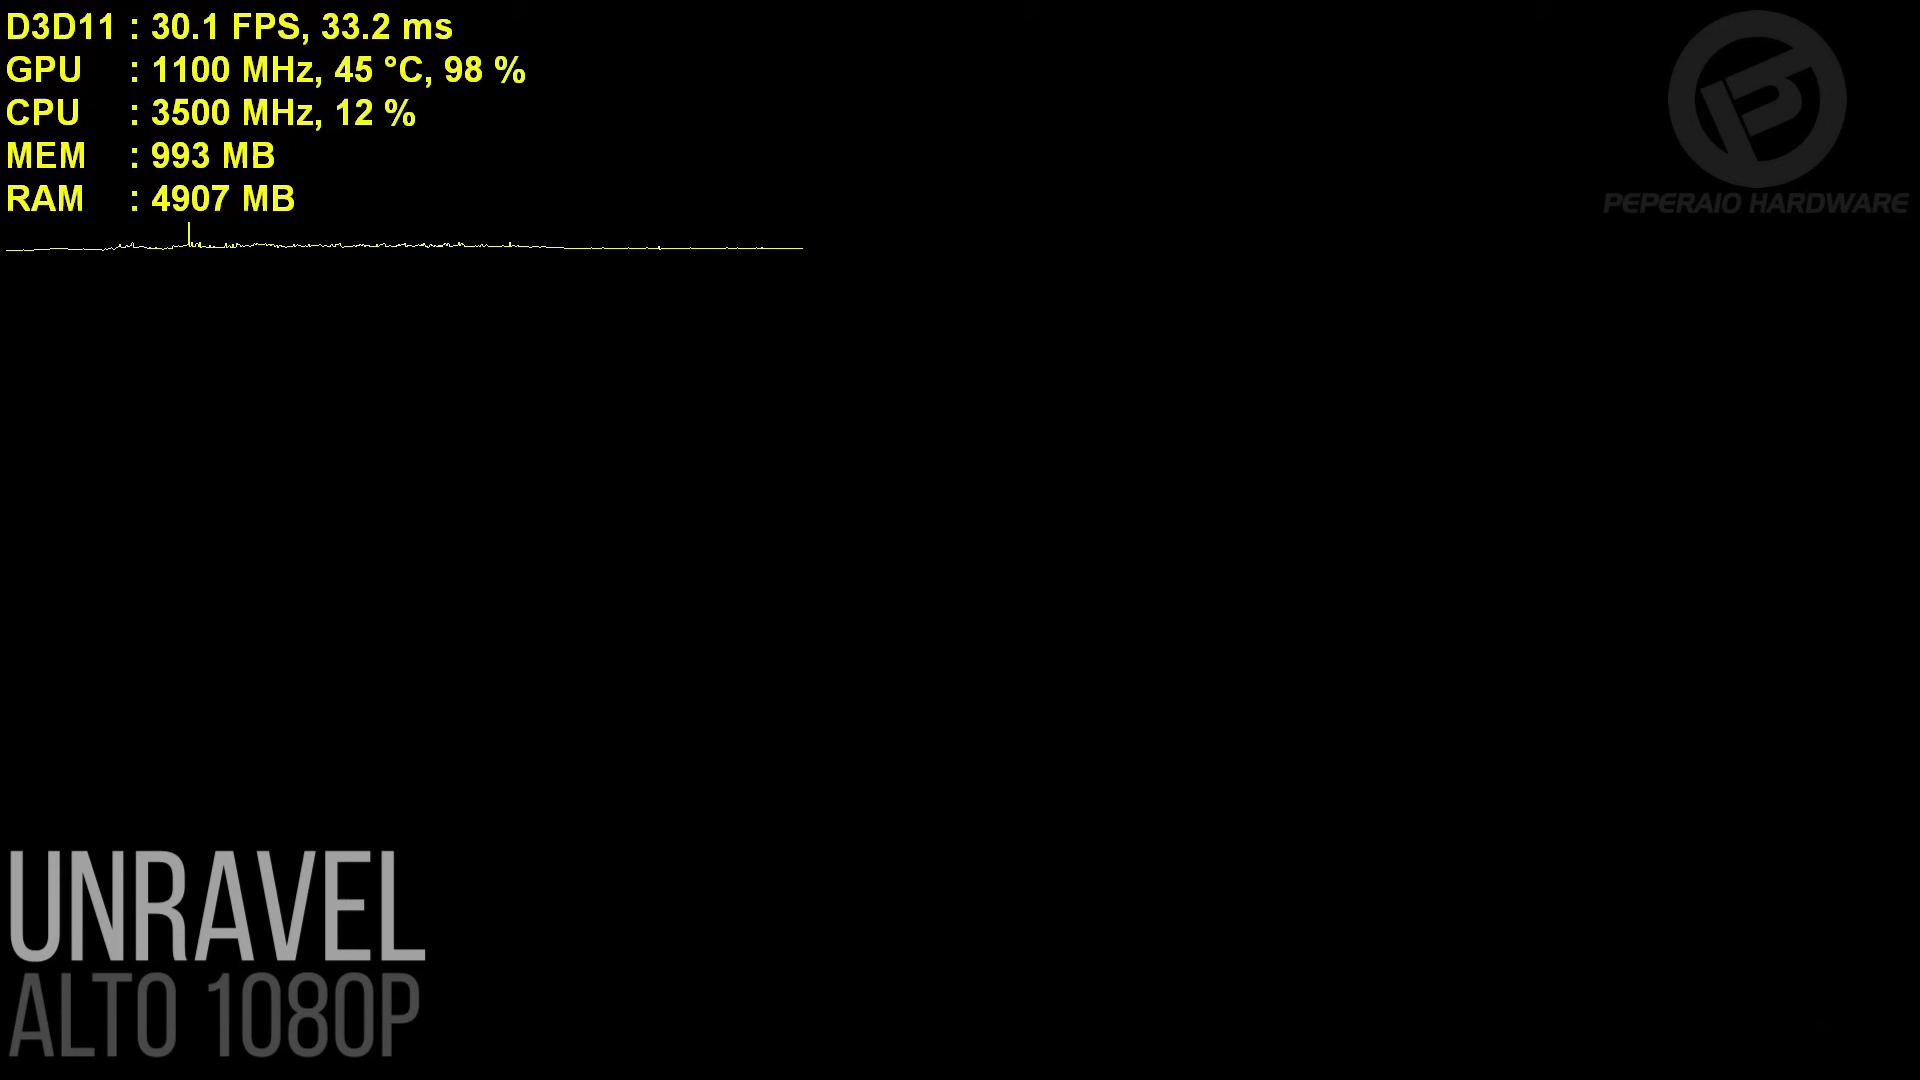 D3D11 : 30.1 FPS, 33.2 ms
GPU : 1100 MHz, 45 °C, 98 %
CPU : 3500 MHz, 12 %
MEM : 993 MB
RAM : 4907 MB
PEPERAIO HARDWARE
UNRAVEL
ALTO 1080P